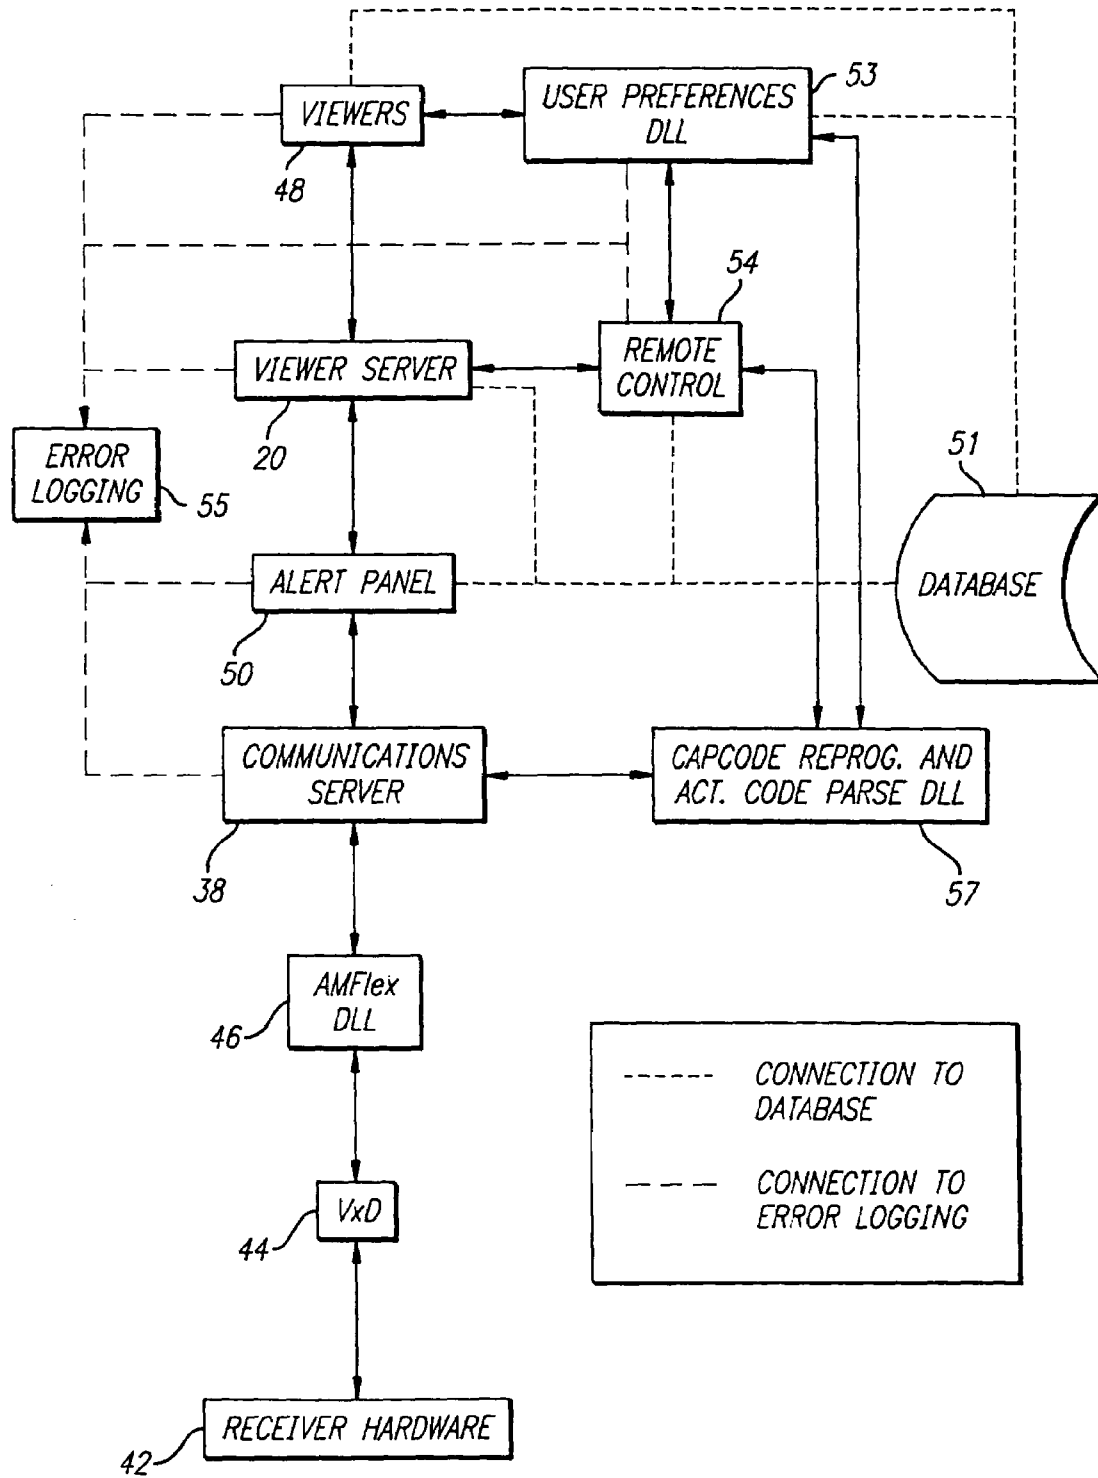 53
VIEWERS
USER PREFERENCES
DLL
48
54
VIEWER SERVER
REMOTE
CONTROL
20
ERROR
LOGGING
55
51
ALERT PANEL
DATABASE
50
COMMUNICATIONS
SERVER
CAPCODE REPROG. AND
ACT. CODE PARSE DLL
38
57
AMFlex
DLL
46
CONNECTION TO
DATABASE
VxD
44
CONNECTION TO
ERROR LOGGING
RECEIVER HARDWARE
42